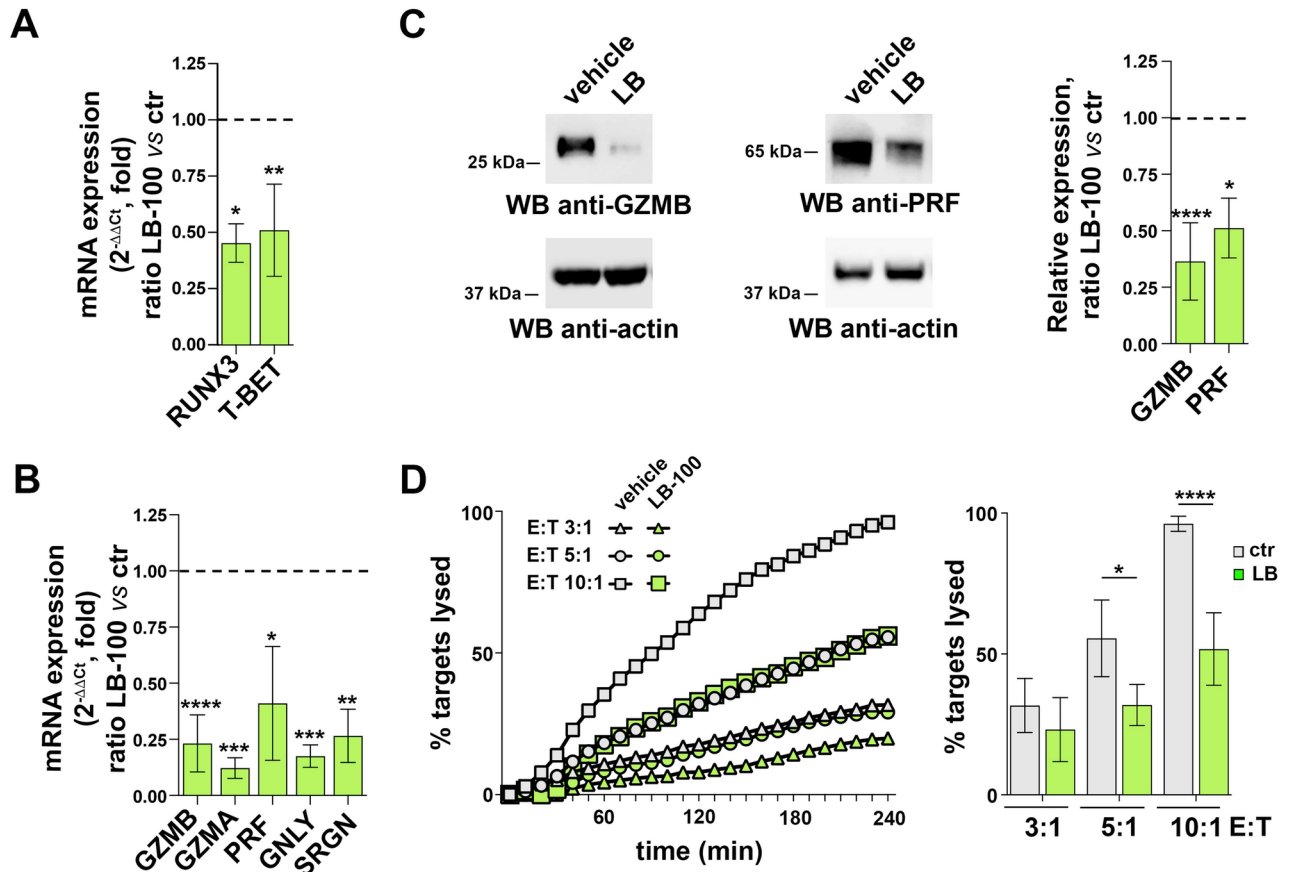 A
mRNA expression
(2-ΔΔCt, fold)
ratio LB-100 vs ctr
1.25
1.00
0.75
0.50
0.25
0.00
*
**
RUNX3
T-BET
C
vehicle
LB
25 kDa
WB anti-GZMB
37 kDa
WB anti-actin
vehicle
LB
65 kDa
WB anti-PRF
37 kDa
WB anti-actin
Relative expression,
ratio LB-100 vs ctr
1.25
1.00
0.75
0.50
0.25
0.00
****
*
GZMB
PRF
B
mRNA expression
(2-ΔΔCt, fold)
ratio LB-100 vs ctr
1.25
1.00
0.75
0.50
0.25
0.00
****
***
*
***
**
GZMB
GZMA
PRF
GNLY
SRGN
D
vehicle
LB-100
E:T 3:1
E:T 5:1
E:T 10:1
% targets lysed
100
50
0
60
120
180
240
time (min)
% targets lysed
100
50
0
*
****
ctr
LB
3:1
5:1
10:1 E:T